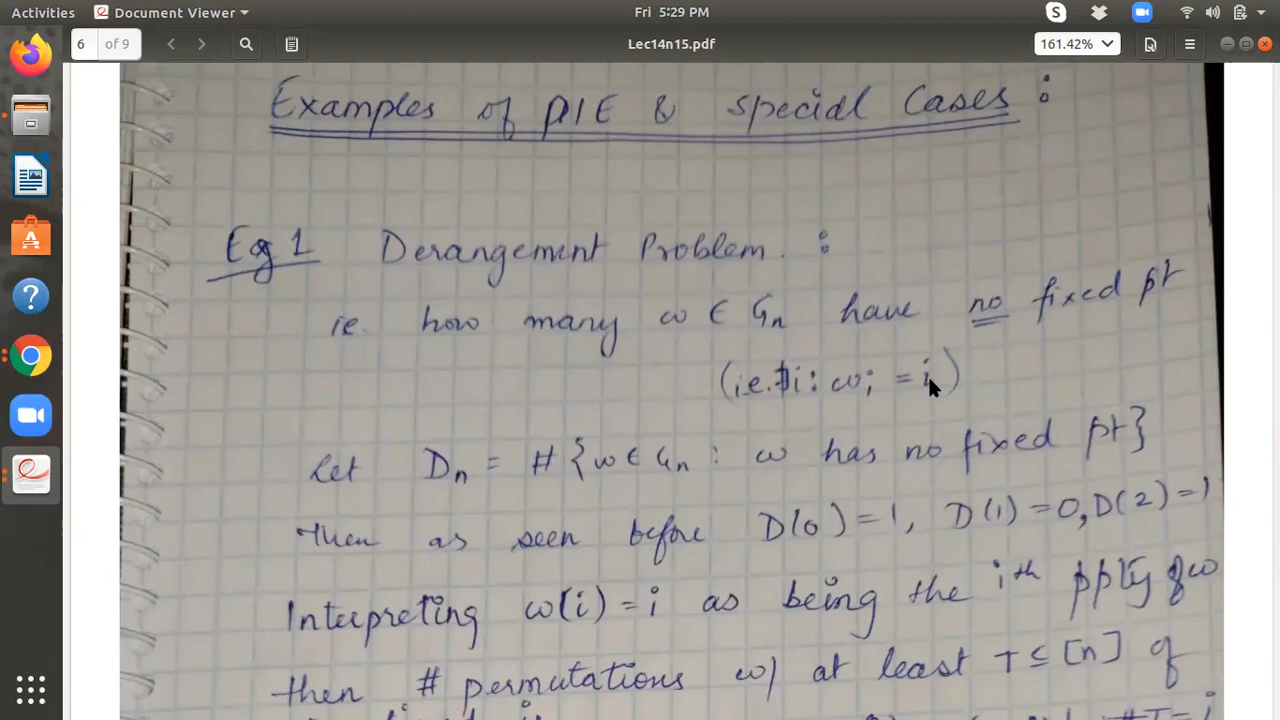 Activities Document Viewer Fri 5:29 PM
6 of 9 Lec14n15.pdf 161.42%
Examples of PIE & special Cases :
Eg 1 Derangement Problem :
ie. how many ω ∈ Gn have no fixed pt
(i.e. ∄ i : ωi = i)
Let Dn = # {ω ∈ Gn : ω has no fixed pt}
then as seen before D(0) = 1, D(1) = 0, D(2) = 1
Interpreting ω(i) = i as being the ith ppty of ω
then # permutations w/ at least T ⊆ [n] of
#T = i